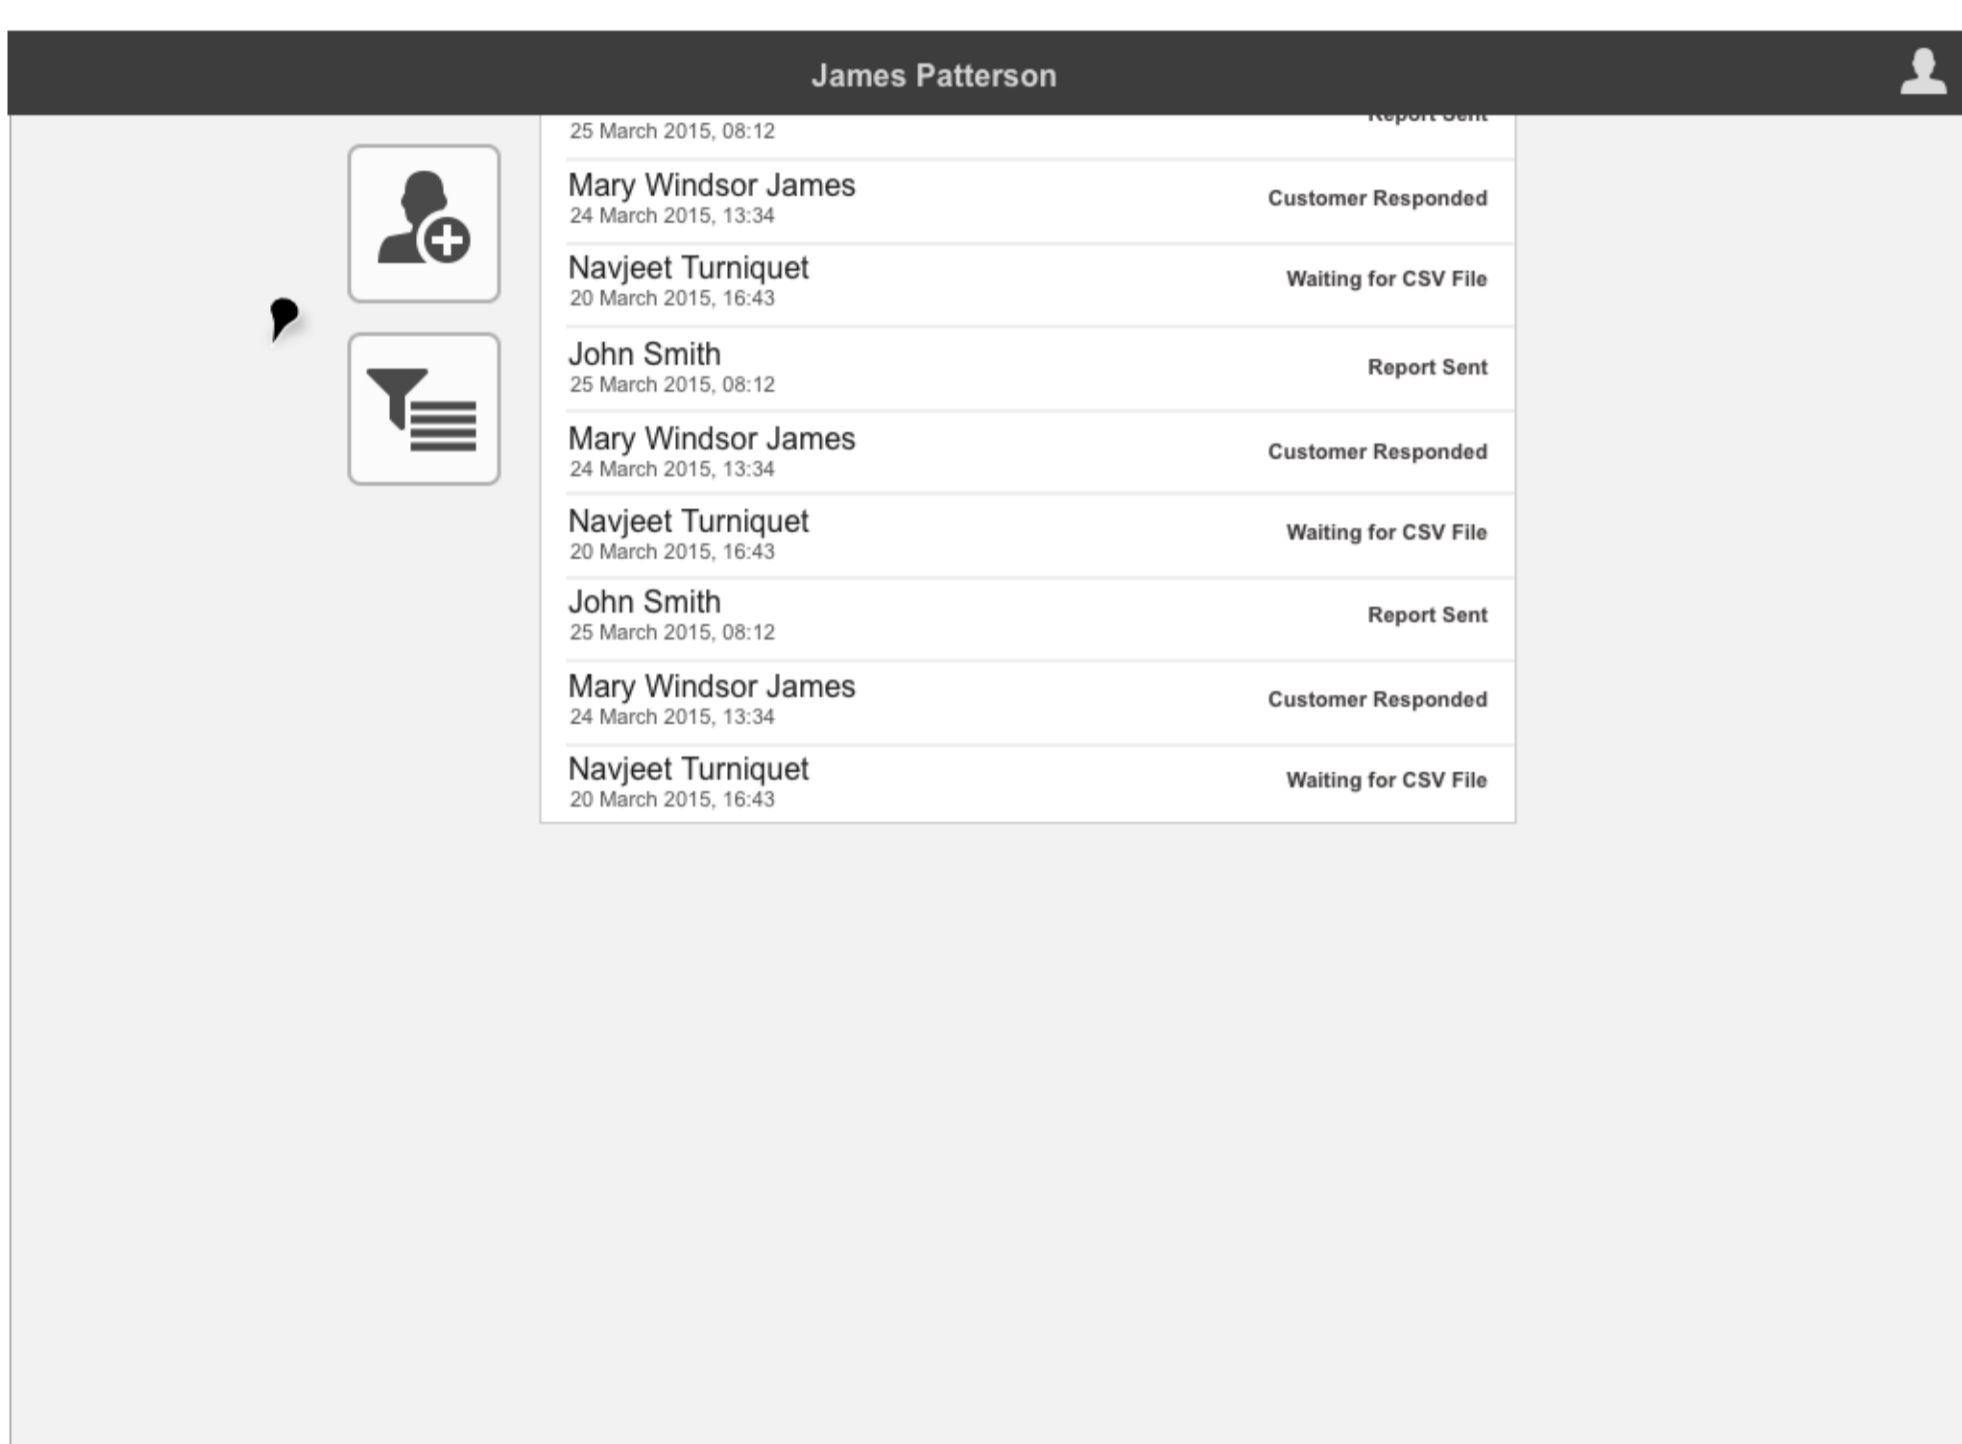 James Patterson
Report Sent
25 March 2015, 08:12
Mary Windsor James
24 March 2015, 13:34
Customer Responded
Navjeet Turniquet
20 March 2015, 16:43
Waiting for CSV File
John Smith
25 March 2015, 08:12
Report Sent
Mary Windsor James
24 March 2015, 13:34
Customer Responded
Navjeet Turniquet
20 March 2015, 16:43
Waiting for CSV File
John Smith
25 March 2015, 08:12
Report Sent
Mary Windsor James
24 March 2015, 13:34
Customer Responded
Navjeet Turniquet
20 March 2015, 16:43
Waiting for CSV File